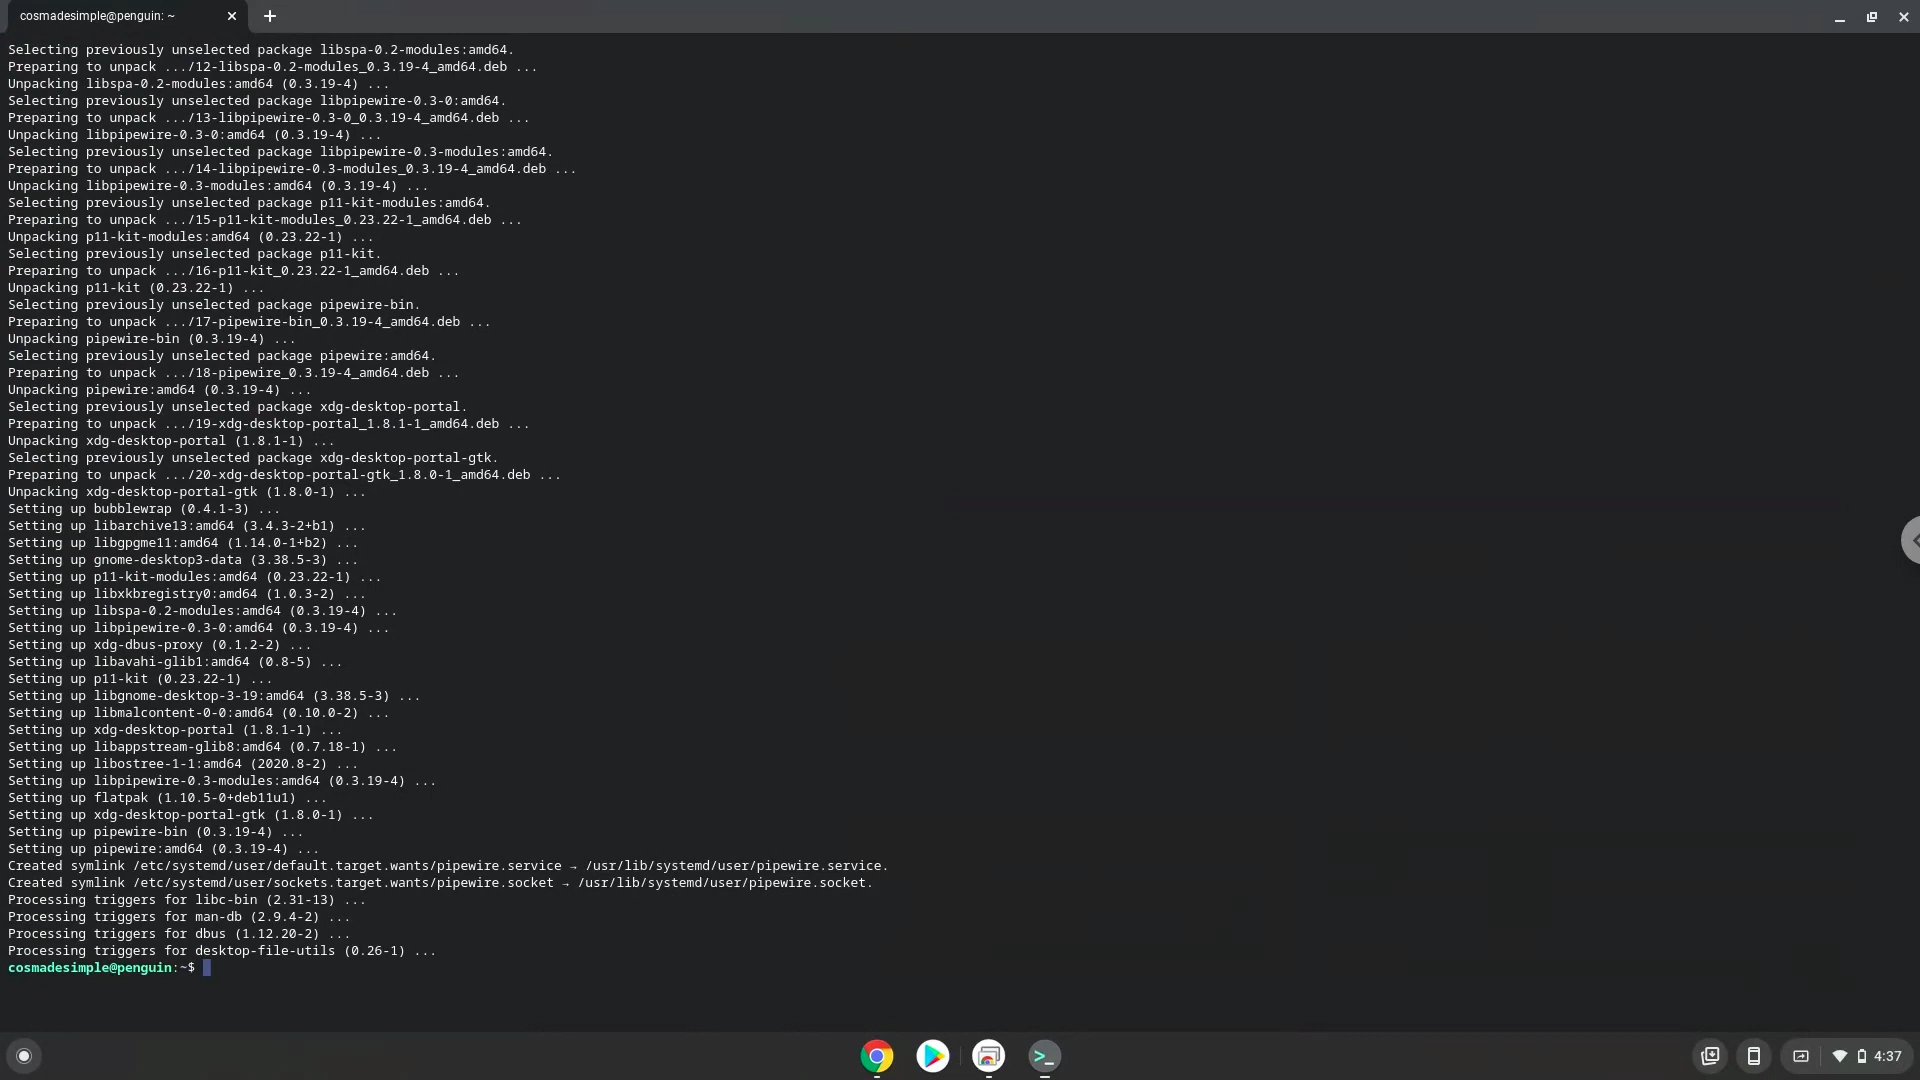 cosmadesimple@penguin: ~
Selecting previously unselected package libspa-0.2-modules:amd64.
Preparing to unpack .../12-libspa-0.2-modules_0.3.19-4_amd64.deb ...
Unpacking libspa-0.2-modules:amd64 (0.3.19-4) ...
Selecting previously unselected package libpipewire-0.3-0:amd64.
Preparing to unpack .../13-libpipewire-0.3-0_0.3.19-4_amd64.deb ...
Unpacking libpipewire-0.3-0:amd64 (0.3.19-4) ...
Selecting previously unselected package libpipewire-0.3-modules:amd64.
Preparing to unpack .../14-libpipewire-0.3-modules_0.3.19-4_amd64.deb ...
Unpacking libpipewire-0.3-modules:amd64 (0.3.19-4) ...
Selecting previously unselected package p11-kit-modules:amd64.
Preparing to unpack .../15-p11-kit-modules_0.23.22-1_amd64.deb ...
Unpacking p11-kit-modules:amd64 (0.23.22-1) ...
Selecting previously unselected package p11-kit.
Preparing to unpack .../16-p11-kit_0.23.22-1_amd64.deb ...
Unpacking p11-kit (0.23.22-1) ...
Selecting previously unselected package pipewire-bin.
Preparing to unpack .../17-pipewire-bin_0.3.19-4_amd64.deb ...
Unpacking pipewire-bin (0.3.19-4) ...
Selecting previously unselected package pipewire:amd64.
Preparing to unpack .../18-pipewire_0.3.19-4_amd64.deb ...
Unpacking pipewire:amd64 (0.3.19-4) ...
Selecting previously unselected package xdg-desktop-portal.
Preparing to unpack .../19-xdg-desktop-portal_1.8.1-1_amd64.deb ...
Unpacking xdg-desktop-portal (1.8.1-1) ...
Selecting previously unselected package xdg-desktop-portal-gtk.
Preparing to unpack .../20-xdg-desktop-portal-gtk_1.8.0-1_amd64.deb ...
Unpacking xdg-desktop-portal-gtk (1.8.0-1) ...
Setting up bubblewrap (0.4.1-3) ...
Setting up libarchive13:amd64 (3.4.3-2+b1) ...
Setting up libgpgme11:amd64 (1.14.0-1+b2) ...
Setting up gnome-desktop3-data (3.38.5-3) ...
Setting up p11-kit-modules:amd64 (0.23.22-1) ...
Setting up libxkbregistry0:amd64 (1.0.3-2) ...
Setting up libspa-0.2-modules:amd64 (0.3.19-4) ...
Setting up libpipewire-0.3-0:amd64 (0.3.19-4) ...
Setting up xdg-dbus-proxy (0.1.2-2) ...
Setting up libavahi-glib1:amd64 (0.8-5) ...
Setting up p11-kit (0.23.22-1) ...
Setting up libgnome-desktop-3-19:amd64 (3.38.5-3) ...
Setting up libmalcontent-0-0:amd64 (0.10.0-2) ...
Setting up xdg-desktop-portal (1.8.1-1) ...
Setting up libappstream-glib8:amd64 (0.7.18-1) ...
Setting up libostree-1-1:amd64 (2020.8-2) ...
Setting up libpipewire-0.3-modules:amd64 (0.3.19-4) ...
Setting up flatpak (1.10.5-0+deb11u1) ...
Setting up xdg-desktop-portal-gtk (1.8.0-1) ...
Setting up pipewire-bin (0.3.19-4) ...
Setting up pipewire:amd64 (0.3.19-4) ...
Created symlink /etc/systemd/user/default.target.wants/pipewire.service → /usr/lib/systemd/user/pipewire.service.
Created symlink /etc/systemd/user/sockets.target.wants/pipewire.socket → /usr/lib/systemd/user/pipewire.socket.
Processing triggers for libc-bin (2.31-13) ...
Processing triggers for man-db (2.9.4-2) ...
Processing triggers for dbus (1.12.20-2) ...
Processing triggers for desktop-file-utils (0.26-1) ...
cosmadesimple@penguin:~$
4:37